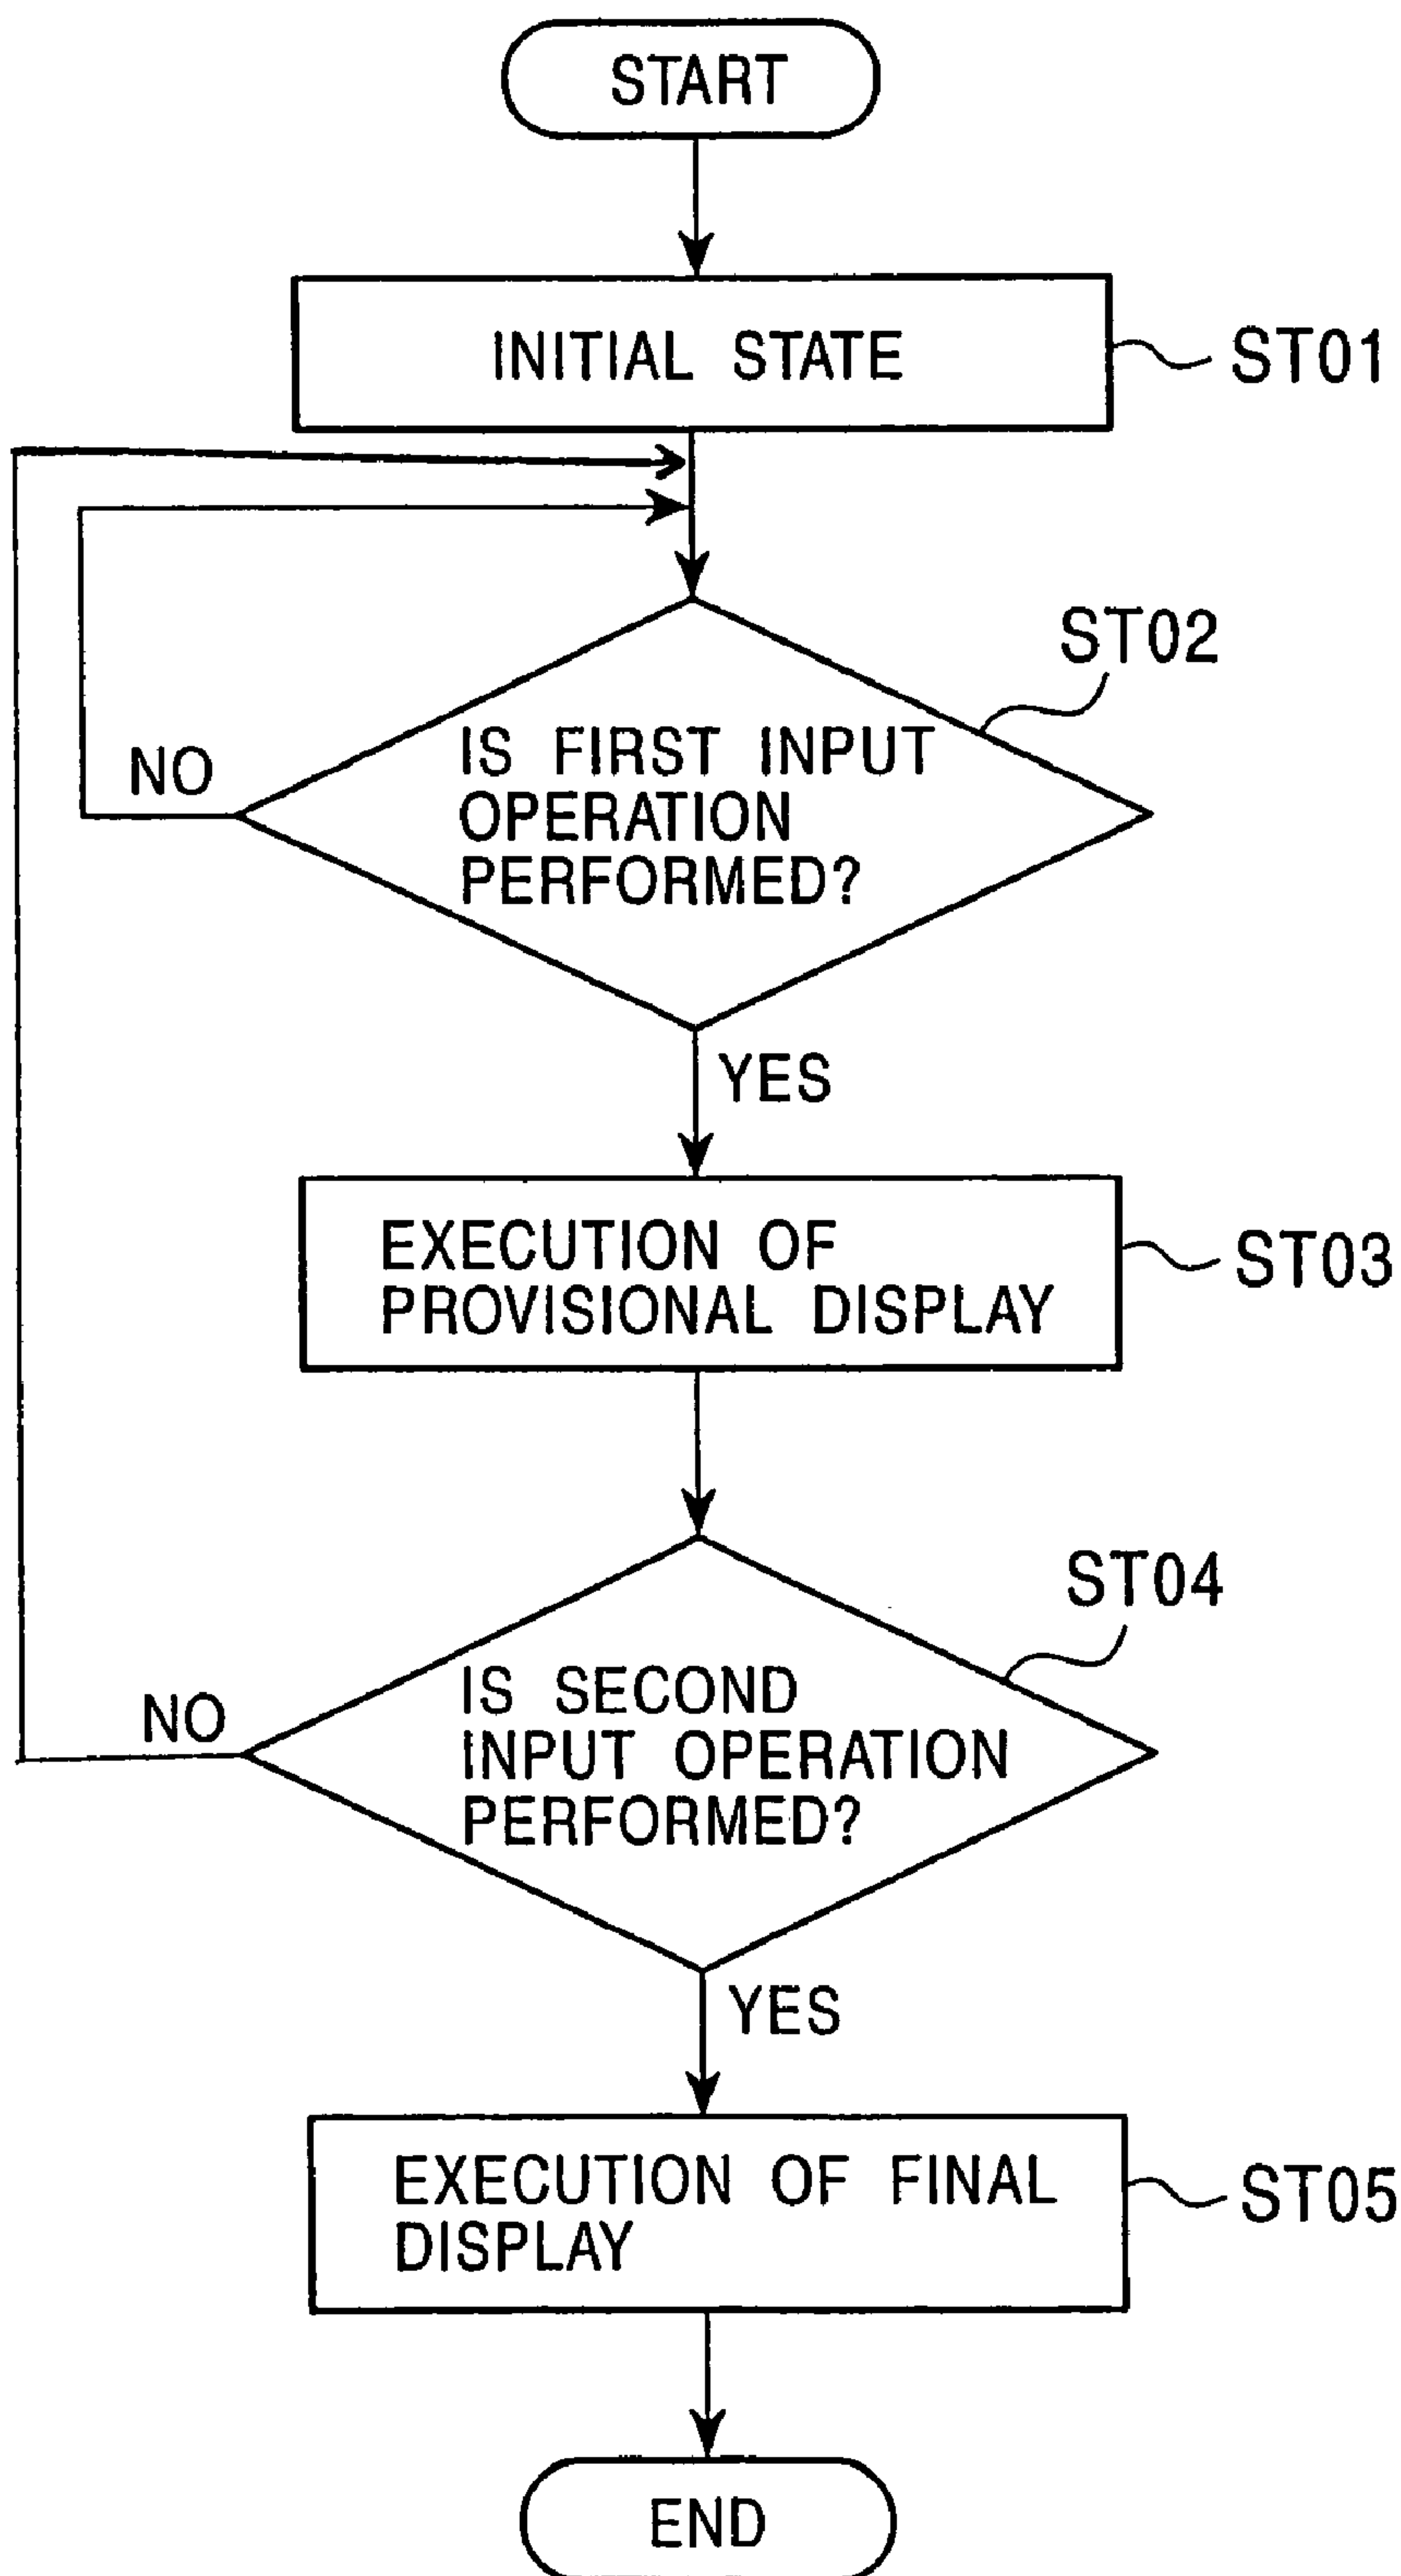 START
INITIAL STATE
ST01
ST02
IS FIRST INPUT
OPERATION
PERFORMED?
NO
YES
EXECUTION OF
PROVISIONAL DISPLAY
ST03
ST04
IS SECOND
INPUT OPERATION
PERFORMED?
NO
YES
EXECUTION OF FINAL
DISPLAY
ST05
END